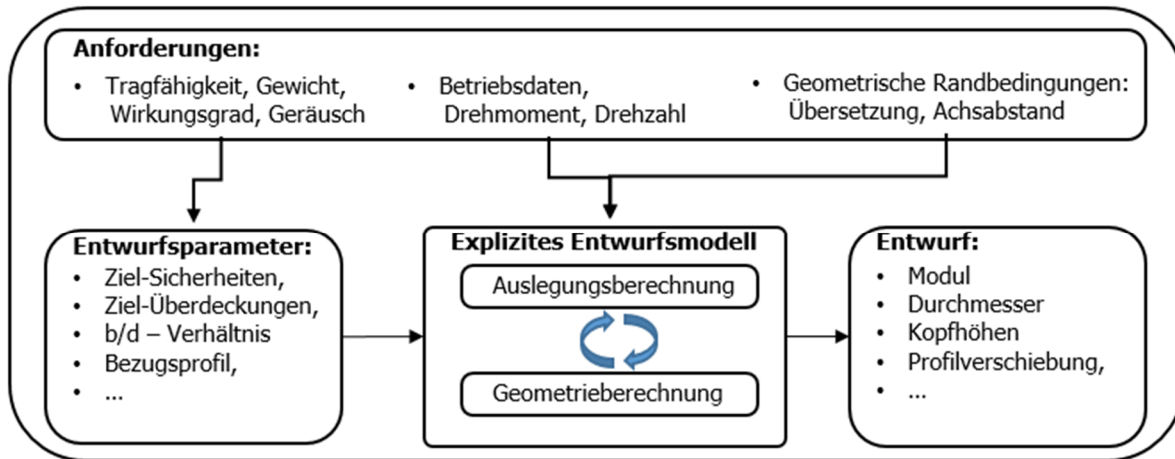 Anforderungen:
• Tragfähigkeit, Gewicht,
Wirkungsgrad, Geräusch
• Betriebsdaten,
Drehmoment, Drehzahl
• Geometrische Randbedingungen:
Übersetzung, Achsabstand
Entwurfsparameter:
• Ziel-Sicherheiten,
• Ziel-Überdeckungen,
• b/d – Verhältnis
• Bezugsprofil,
• ...
Explizites Entwurfsmodell
Auslegungsberechnung
Geometrieberechnung
Entwurf:
• Modul
• Durchmesser
• Kopfhöhen
• Profilverschiebung,
• ...